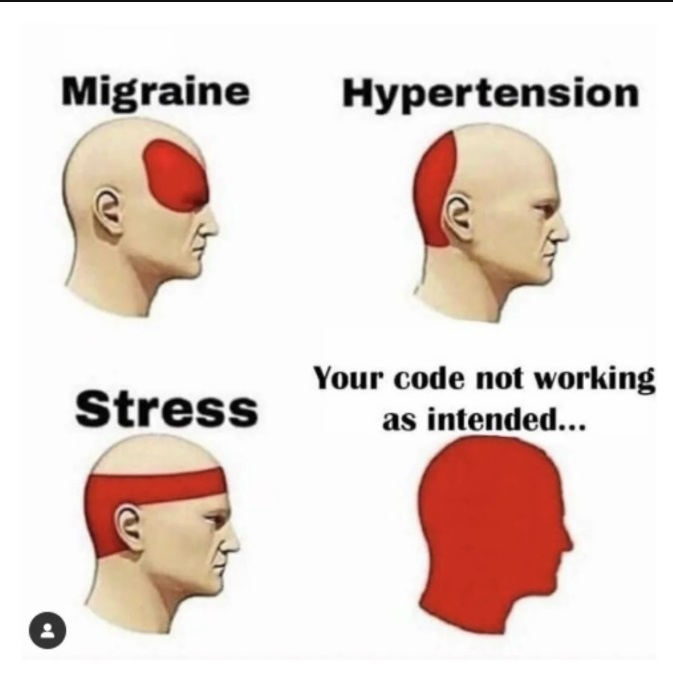 Migraine
Hypertension
Stress
Your code not working
as intended...